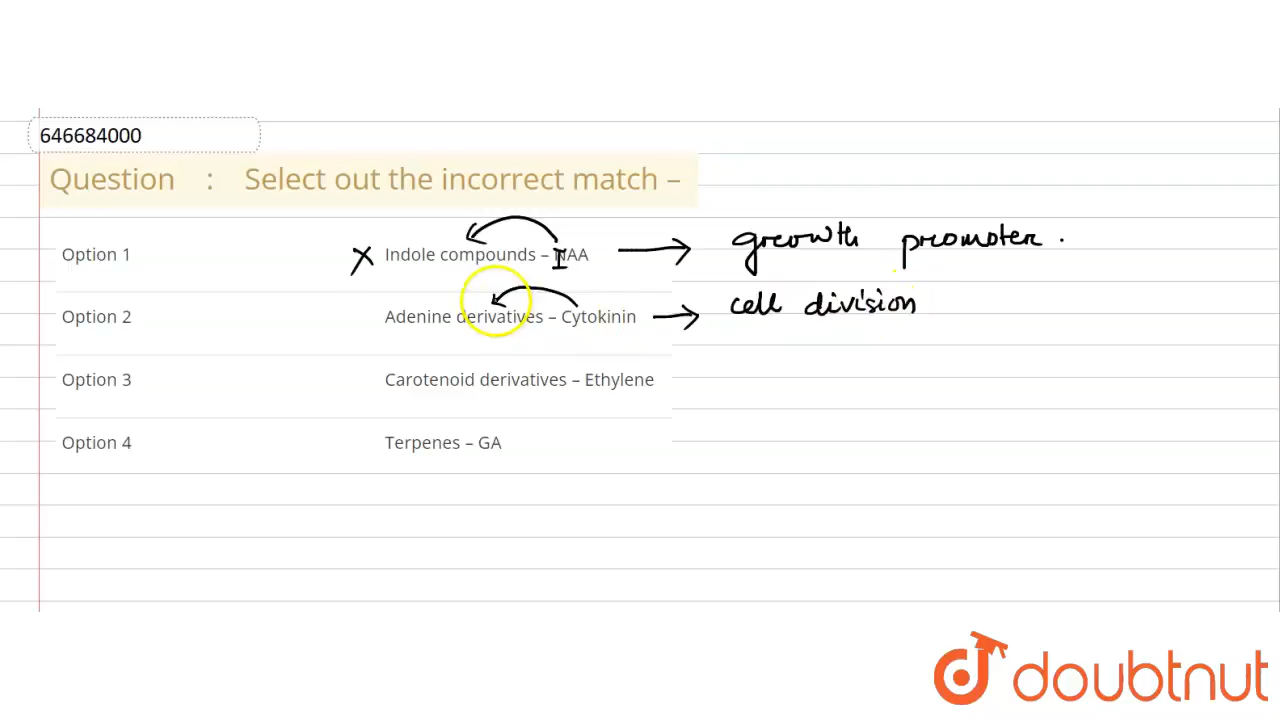 646684000
Question : Select out the incorrect match –
Option 1 X Indole compounds – IAA → growth promoter.
Option 2 Adenine derivatives – Cytokinin → cell division
Option 3 Carotenoid derivatives – Ethylene
Option 4 Terpenes – GA
doubtnut